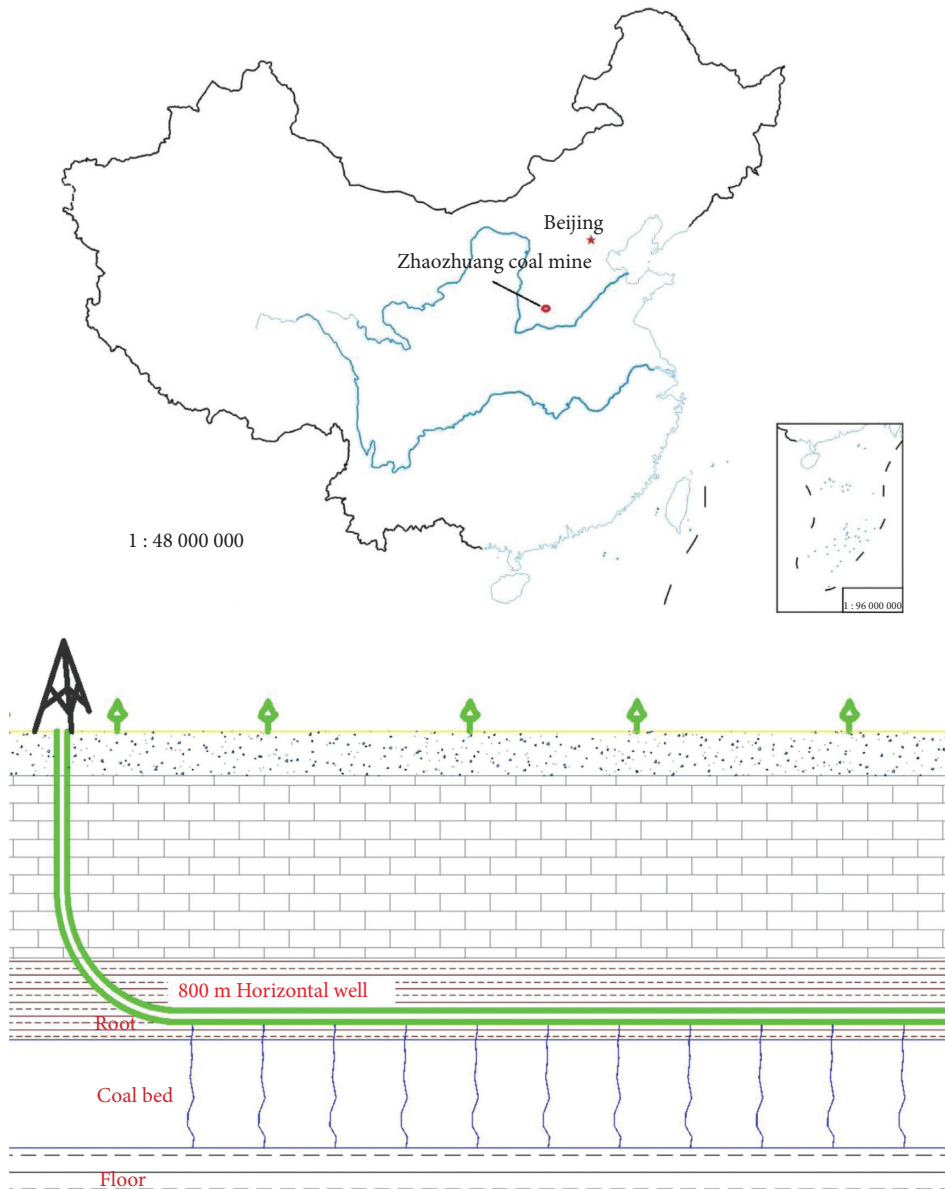 Beijing
Zhaozhuang coal mine
1 : 48 000 000
1 : 96 000 000
800 m Horizontal well
Root
Coal bed
Floor